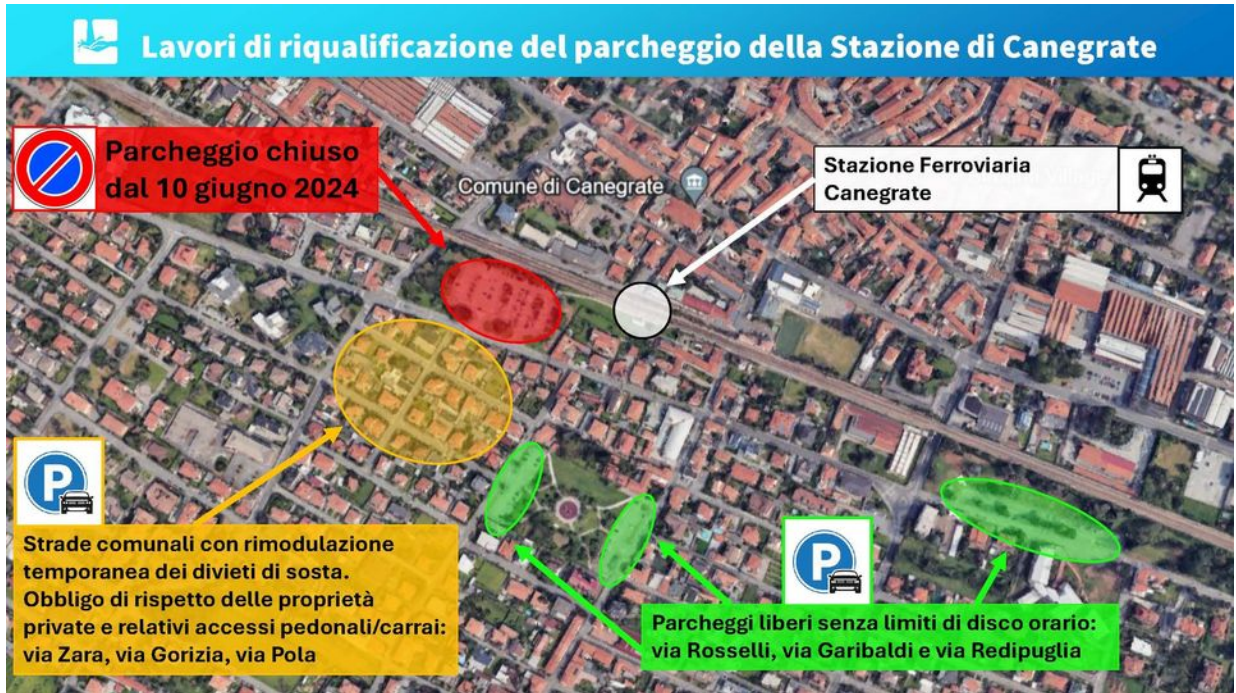 Lavori di riqualificazione del parcheggio della Stazione di Canegrate
Parcheggio chiuso
dal 10 giugno 2024
Comune di Canegrate
Stazione Ferroviaria
Canegrate
P
Strade comunali con rimodulazione
temporanea dei divieti di sosta.
Obbligo di rispetto delle proprietà
private e relativi accessi pedonali/carrai:
via Zara, via Gorizia, via Pola
P
Parcheggi liberi senza limiti di disco orario:
via Rosselli, via Garibaldi e via Redipuglia